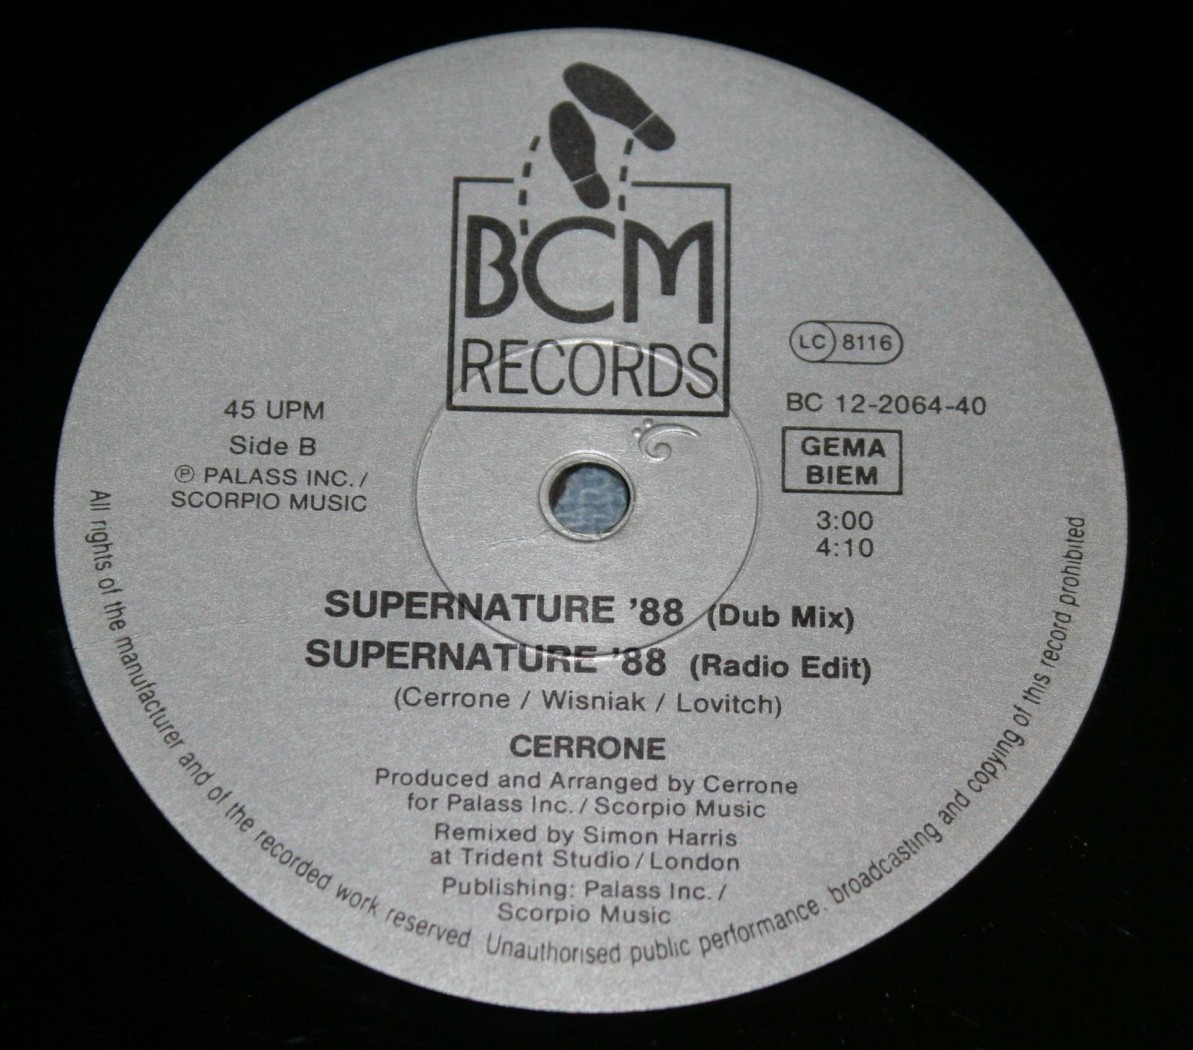 BCM
RECORDS
LC 8116
BC 12-2064-40
GEMA
BIEM
3:00
4:10
45 UPM
Side B
℗ PALASS INC. /
SCORPIO MUSIC
SUPERNATURE '88 (Dub Mix)
SUPERNATURE '88 (Radio Edit)
(Cerrone / Wisniak / Lovitch)
CERRONE
Produced and Arranged by Cerrone
for Palass Inc. / Scorpio Music
Remixed by Simon Harris
at Trident Studio / London
Publishing: Palass Inc. /
Scorpio Music
All rights of the manufacturer and of the recorded work reserved. Unauthorised public performance. broadcasting and copying of this record prohibited